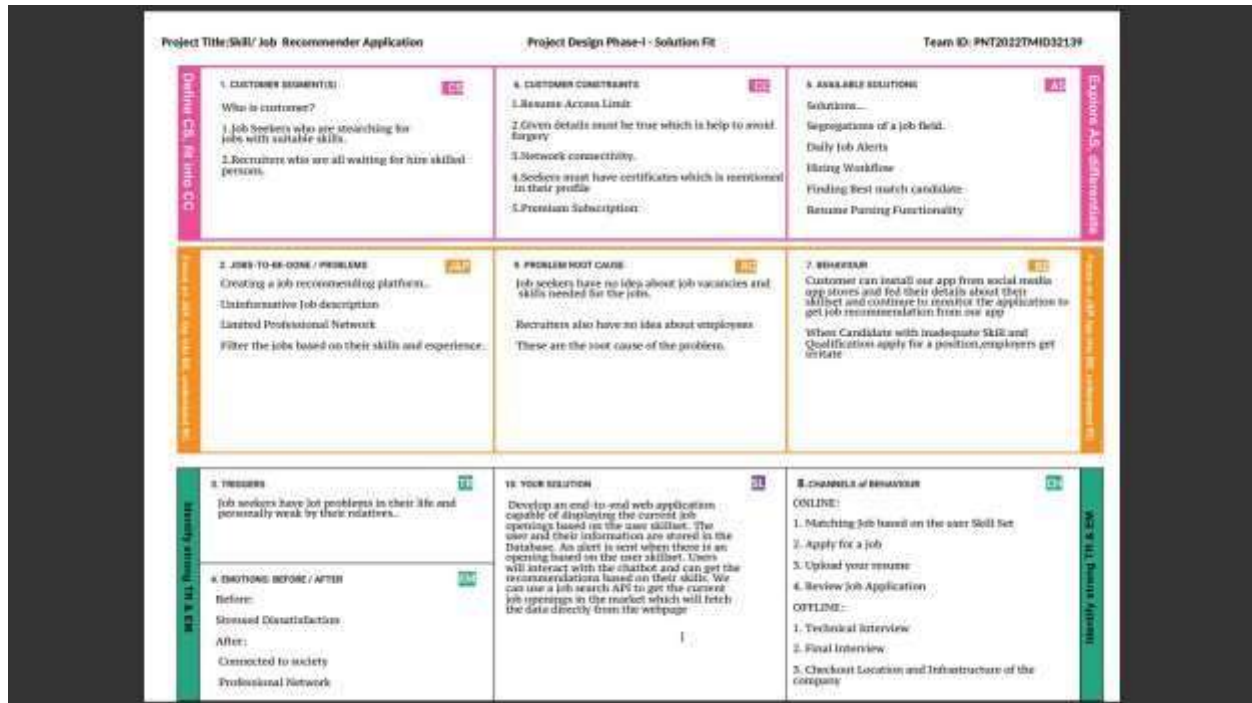 Project Title:Skill/ Job Recommender Application
Project Design Phase-I - Solution Fit
Team ID: PNT2022TMID32139
Define CS, fit into CC
1. CUSTOMER SEGMENT(S)
CS
Who is customer?
1.Job Seekers who are stearching for
jobs with suitable skills.
2.Recruiters who are all waiting for hire skilled
persons.
6. CUSTOMER CONSTRAINTS
CC
1.Resume Access Limit
2.Given details must be true which is help to avoid
forgery
3.Network connectivity.
4.Seekers must have certificates which is mentioned
in their profile
5.Premium Subscription
5. AVAILABLE SOLUTIONS
AS
Solutions...
Segregations of a job field.
Daily Job Alerts
Hiring Workflow
Finding Best match candidate
Resume Parsing Functionality
Explore AS, differentiate
2. JOBS-TO-BE-DONE / PROBLEMS
J&P
Creating a job recommending platform..
Uninformative Job description
Limited Professional Network
Filter the jobs based on their skills and experience.
9. PROBLEM ROOT CAUSE
RC
Job seekers have no idea about job vacancies and
skills needed for the jobs.
Recruiters also have no idea about employees
These are the root cause of the problem.
7. BEHAVIOUR
BE
Customer can install our app from social media
app stores and fed their details about their
skillset and continue to monitor the application to
get job recommendation from our app
When Candidate with inadequate Skill and
Qualification apply for a position,employers get
irritate
Identify strong TR & EM
3. TRIGGERS
TR
Job seekers have lot problems in their life and
personally weak by their relatives..
4. EMOTIONS: BEFORE / AFTER
EM
Before:
Stressed Dissatisfaction
After:
Connected to society
Professional Network
10. YOUR SOLUTION
SL
Develop an end-to-end web application
capable of displaying the current job
openings based on the user skillset. The
user and their information are stored in the
Database. An alert is sent when there is an
opening based on the user skillset. Users
will interact with the chatbot and can get the
recommendations based on their skills. We
can use a job search API to get the current
job openings in the market which will fetch
the data directly from the webpage
8.CHANNELS of BEHAVIOUR
CH
ONLINE:
1. Matching Job based on the user Skill Set
2. Apply for a Job
3. Upload your resume
4. Review Job Application
OFFLINE:
1. Technical Interview
2. Final Interview
3. Checkout Location and Infrastructure of the
company
Identify strong TR & EM